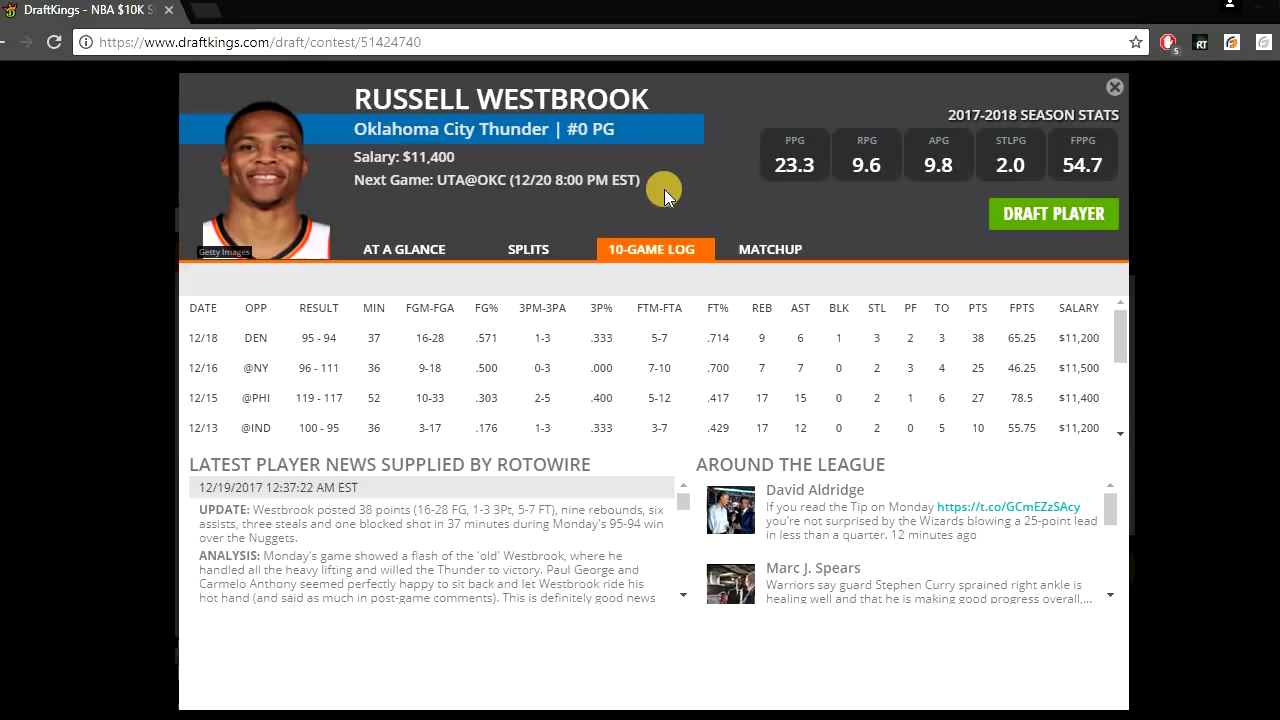 DraftKings - NBA $10K S
https://www.draftkings.com/draft/contest/51424740
5
RT
RUSSELL WESTBROOK
Oklahoma City Thunder | #0 PG
Salary: $11,400
Next Game: UTA@OKC (12/20 8:00 PM EST)
2017-2018 SEASON STATS
PPG RPG APG STLPG FPPG
23.3 9.6 9.8 2.0 54.7
DRAFT PLAYER
Getty Images
AT A GLANCE SPLITS 10-GAME LOG MATCHUP
DATE OPP RESULT MIN FGM-FGA FG% 3PM-3PA 3P% FTM-FTA FT% REB AST BLK STL PF TO PTS FPTS SALARY
12/18 DEN 95 - 94 37 16-28 .571 1-3 .333 5-7 .714 9 6 1 3 2 3 38 65.25 $11,200
12/16 @NY 96 - 111 36 9-18 .500 0-3 .000 7-10 .700 7 7 0 2 3 4 25 46.25 $11,500
12/15 @PHI 119 - 117 52 10-33 .303 2-5 .400 5-12 .417 17 15 0 2 1 6 27 78.5 $11,400
12/13 @IND 100 - 95 36 3-17 .176 1-3 .333 3-7 .429 17 12 0 2 0 5 10 55.75 $11,200
LATEST PLAYER NEWS SUPPLIED BY ROTOWIRE
12/19/2017 12:37:22 AM EST
UPDATE: Westbrook posted 38 points (16-28 FG, 1-3 3Pt, 5-7 FT), nine rebounds, six
assists, three steals and one blocked shot in 37 minutes during Monday's 95-94 win
over the Nuggets.
ANALYSIS: Monday's game showed a flash of the 'old' Westbrook, where he
handled all the heavy lifting and willed the Thunder to victory. Paul George and
Carmelo Anthony seemed perfectly happy to sit back and let Westbrook ride his
hot hand (and said as much in post-game comments). This is definitely good news
AROUND THE LEAGUE
David Aldridge
If you read the Tip on Monday https://t.co/GCmEZzSAcy
you're not surprised by the Wizards blowing a 25-point lead
in less than a quarter. 12 minutes ago
Marc J. Spears
Warriors say guard Stephen Curry sprained right ankle is
healing well and that he is making good progress overall,...